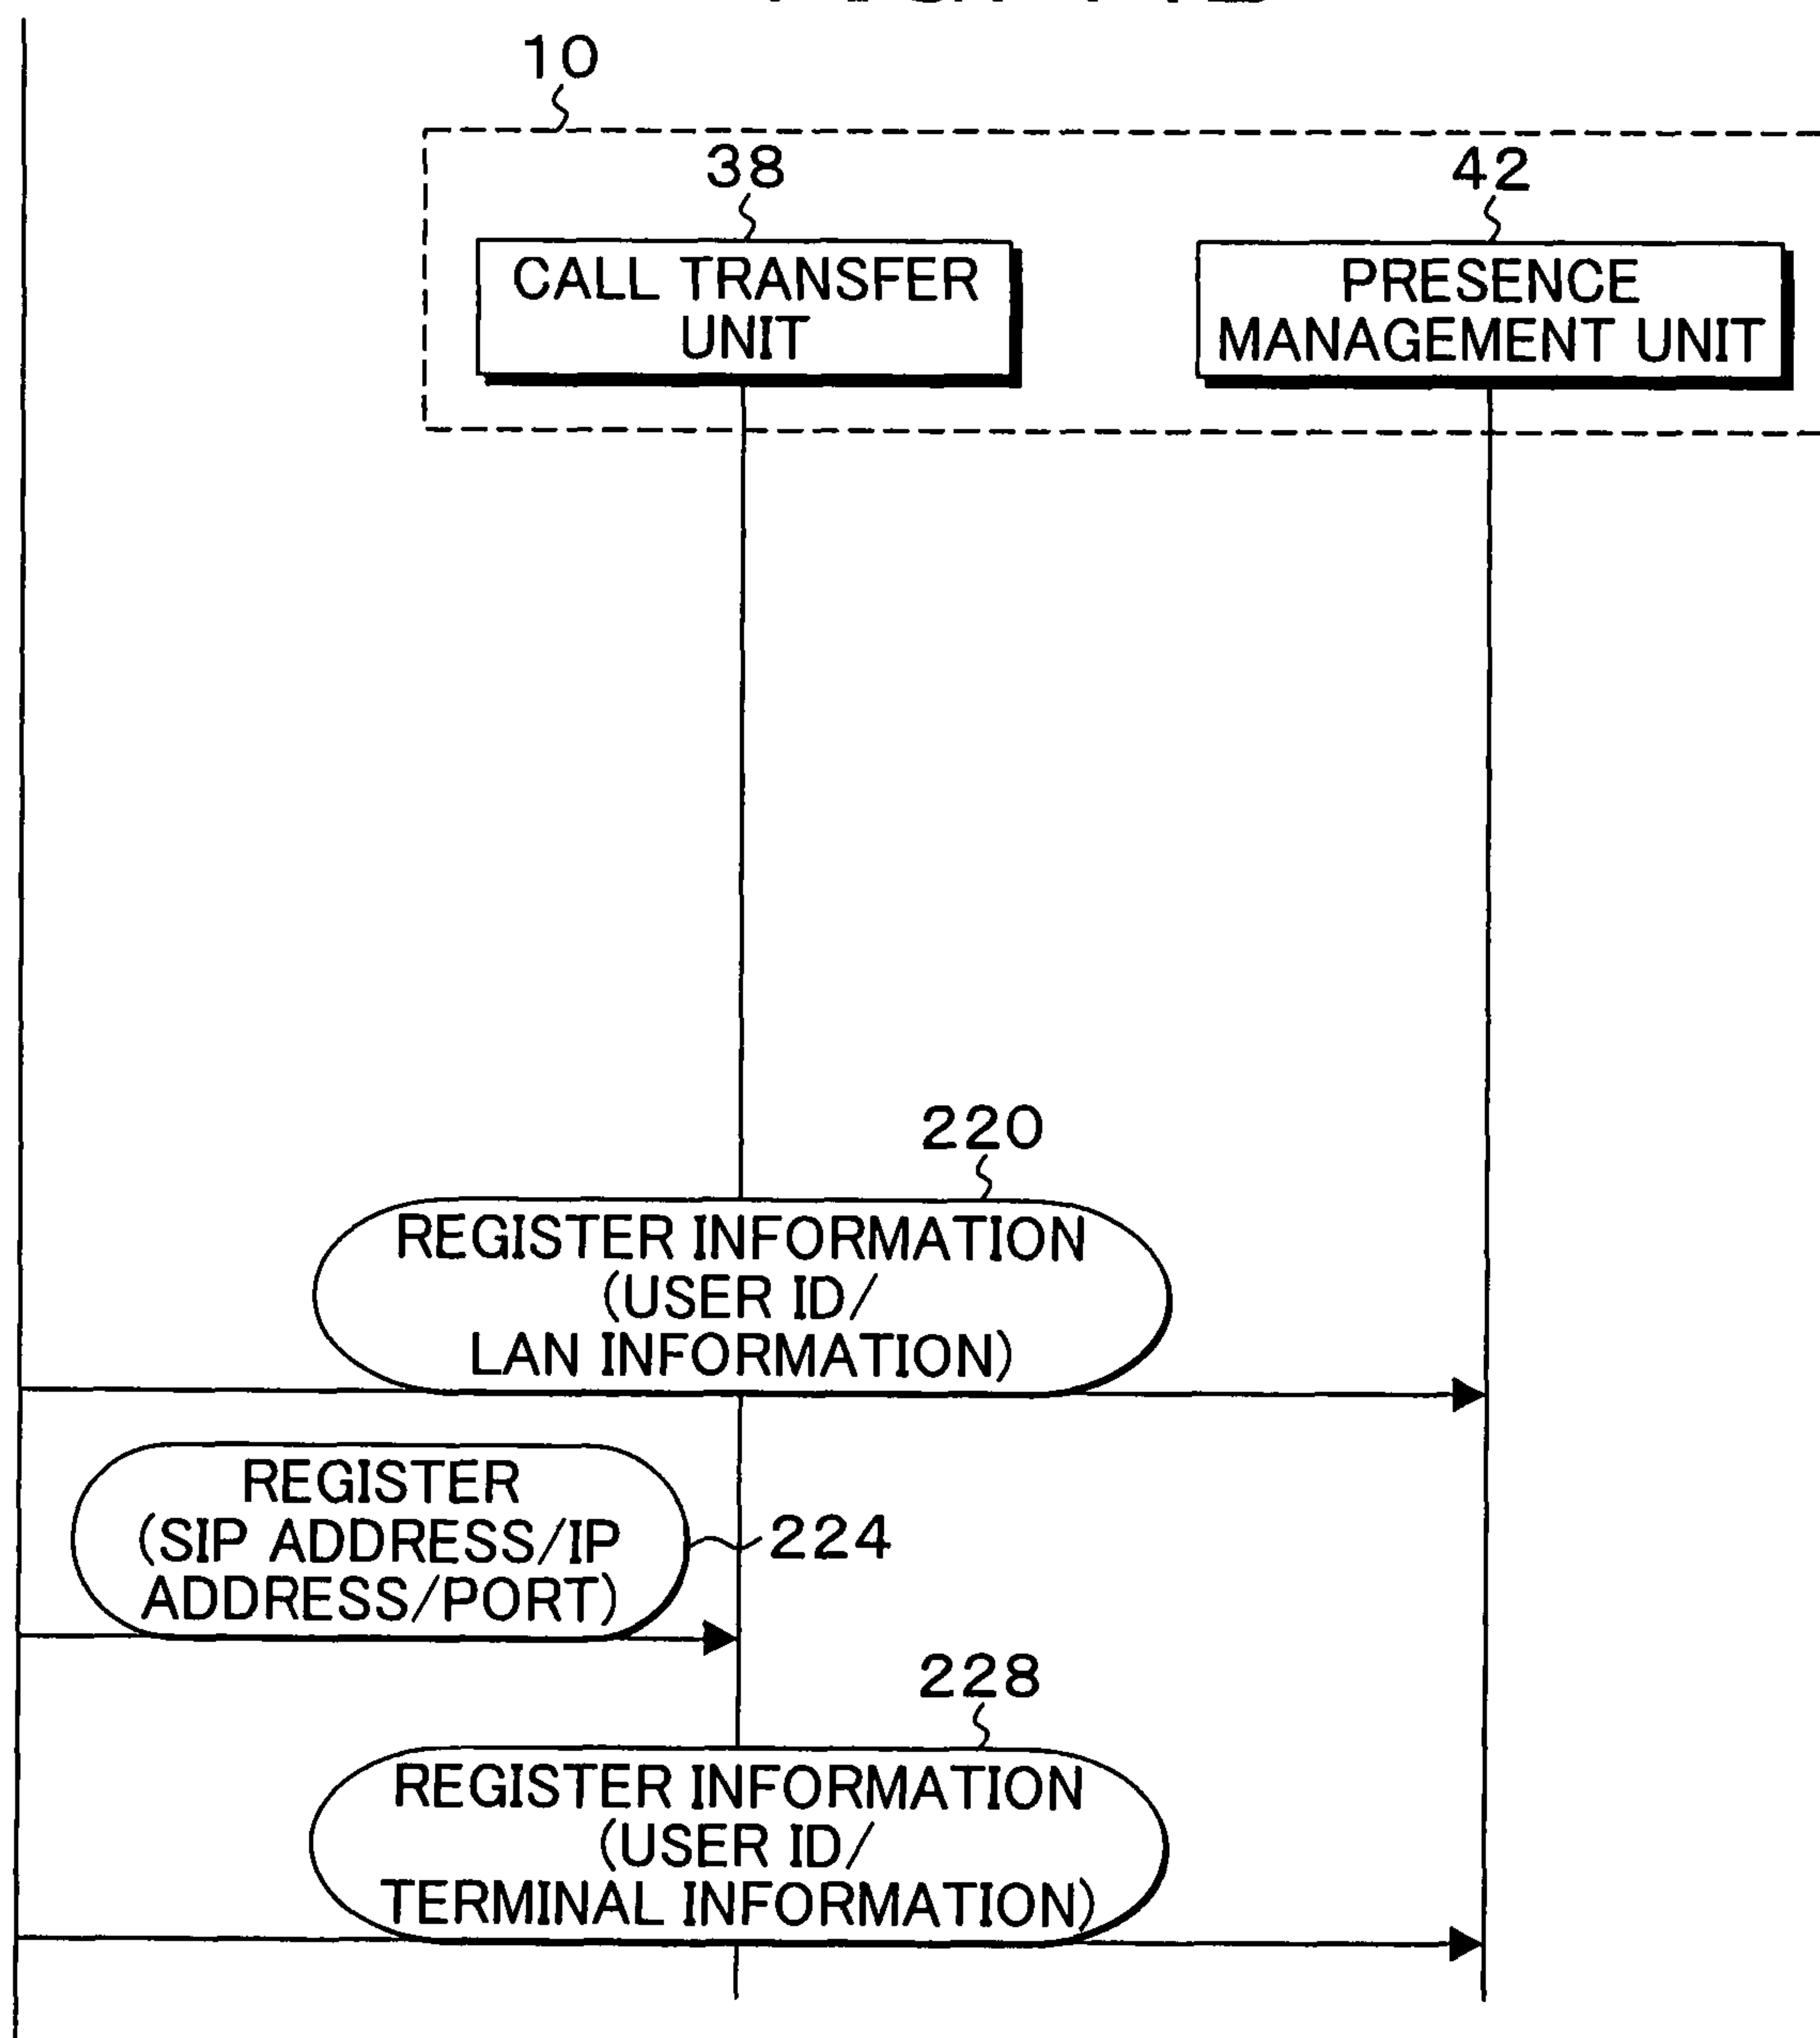 10
38
42
CALL TRANSFER
UNIT
PRESENCE
MANAGEMENT UNIT
220
REGISTER INFORMATION
(USER ID/
LAN INFORMATION)
REGISTER
(SIP ADDRESS/IP
ADDRESS/PORT)
224
228
REGISTER INFORMATION
(USER ID/
TERMINAL INFORMATION)